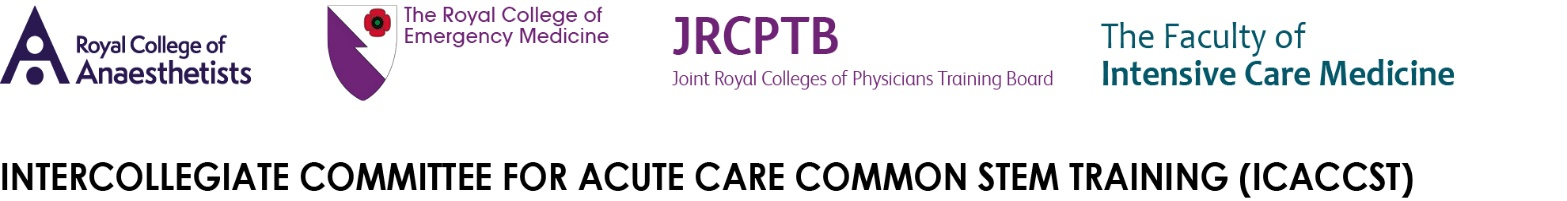 Royal College of
Anaesthetists
The Royal College of
Emergency Medicine
JRCPTB
Joint Royal Colleges of Physicians Training Board
The Faculty of
Intensive Care Medicine
INTERCOLLEGIATE COMMITTEE FOR ACUTE CARE COMMON STEM TRAINING (ICACCST)